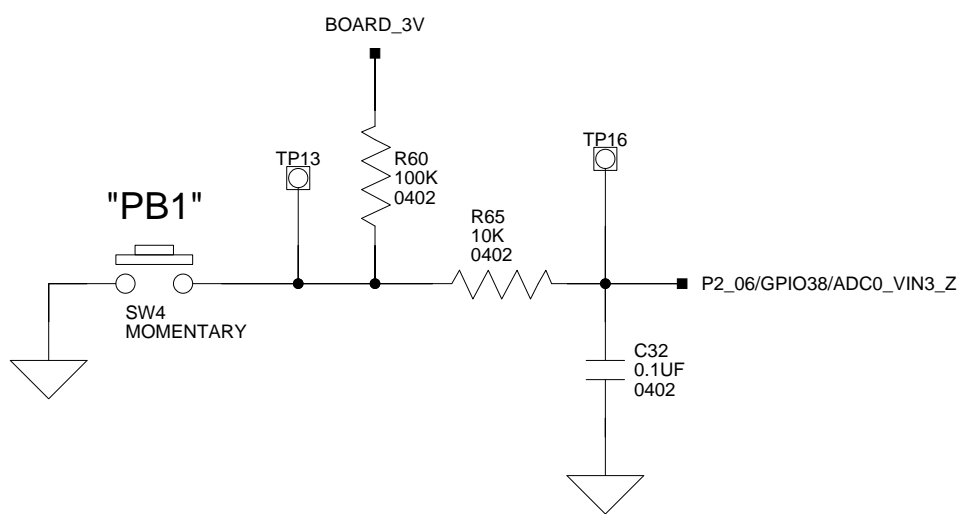 BOARD_3V
TP16
TP13
R60
100K
0402
"PB1"
R65
10K
0402
P2_06/GPIO38/ADC0_VIN3_Z
SW4
MOMENTARY
C32
0.1UF
0402